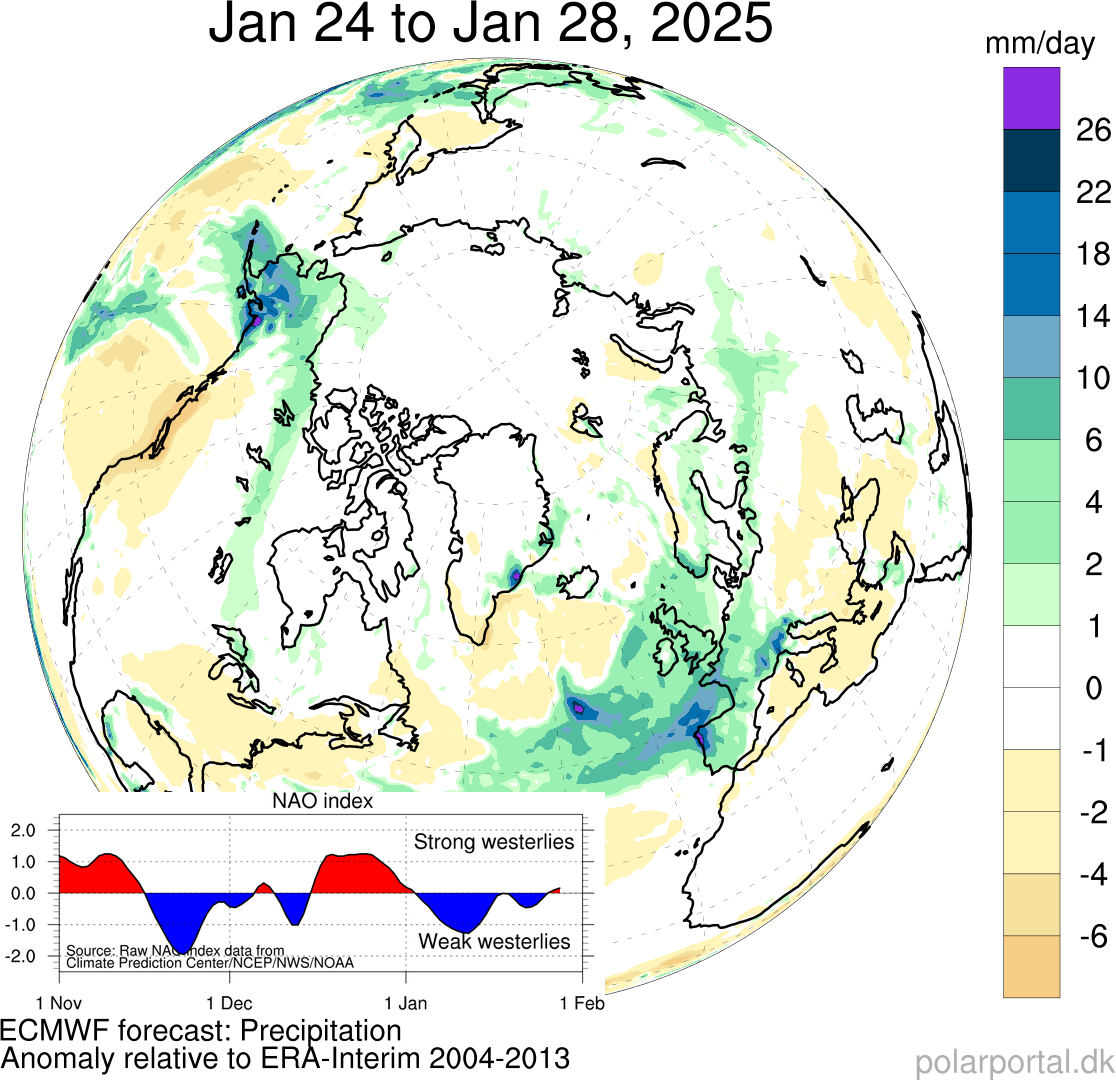 Jan 24 to Jan 28, 2025
mm/day
26
22
18
14
10
6
4
2
1
0
-1
-2
-4
-6
NAO index
2.0
1.0
0.0
-1.0
-2.0
Strong westerlies
Weak westerlies
Source: Raw NAO index data from
Climate Prediction Center/NCEP/NWS/NOAA
1 Nov 1 Dec 1 Jan 1 Feb
ECMWF forecast: Precipitation
Anomaly relative to ERA-Interim 2004-2013
polarportal.dk